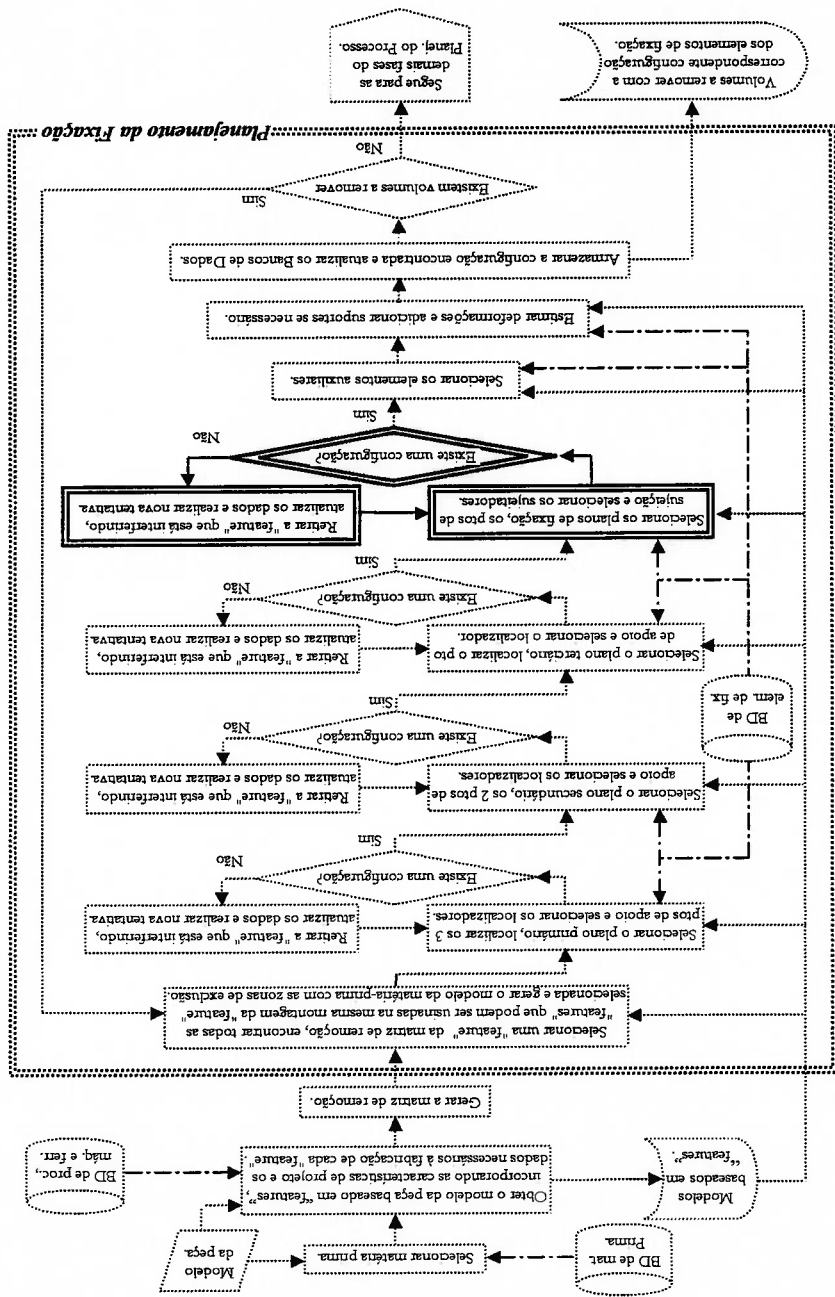 Modelo
da peça.
BD de mat
Prima.
Selecionar matéria prima.
BD de proc.,
máq. e ferr.
Obter o modelo da peça baseado em “features”,
incorporando as características de projeto e os
dados necessários à fabricação de cada "feature".
Modelos
baseados em
“features”.
Gerar a matriz de remoção.
Selecionar uma "feature" da matriz de remoção, encontrar todas as
"features" que podem ser usinadas na mesma montagem da "feature"
selecionada e gerar o modelo da matéria-prima com as zonas de exclusão.
Selecionar o plano primário, localizar os 3
ptos de apoio e selecionar os localizadores.
Retirar a "feature" que está interferindo,
atualizar os dados e realizar nova tentativa.
Existe uma configuração?
Não
Sim
Selecionar o plano secundário, os 2 ptos de
apoio e selecionar os localizadores.
Retirar a "feature" que está interferindo,
atualizar os dados e realizar nova tentativa.
Existe uma configuração?
Não
Sim
BD de
elem. de fix.
Selecionar o plano terciário, localizar o pto
de apoio e selecionar o localizador.
Retirar a "feature" que está interferindo,
atualizar os dados e realizar nova tentativa.
Existe uma configuração?
Não
Sim
Selecionar os planos de fixação, os ptos de
sujeição e selecionar os sujeitadores.
Retirar a "feature" que está interferindo,
atualizar os dados e realizar nova tentativa.
Existe uma configuração?
Não
Sim
Selecionar os elementos auxiliares.
Estimar deformações e adicionar suportes se necessário.
Armazenar a configuração encontrada e atualizar os Bancos de Dados.
Existem volumes a remover
Sim
Não
Planejamento da Fixação
Volumes a remover com a
correspondente configuração
dos elementos de fixação.
Segue para as
demais fases do
Planej. do Processo.